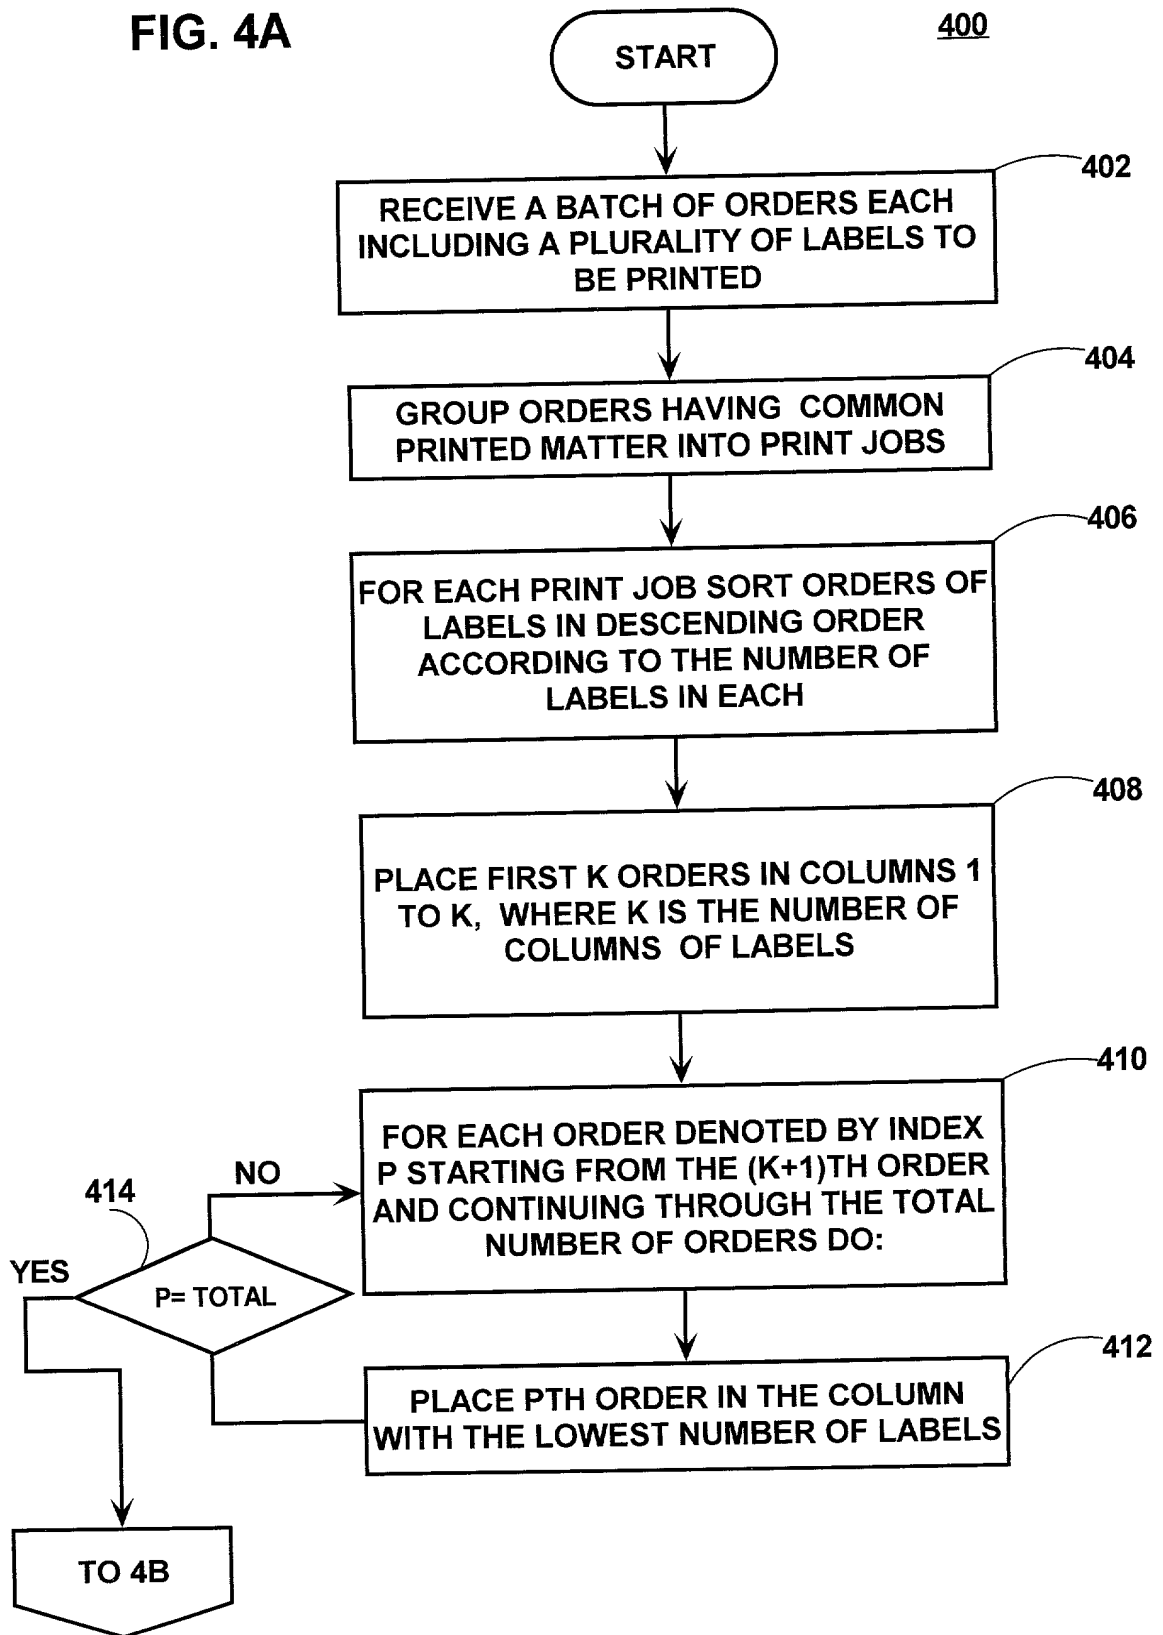 FIG. 4A
400
START
402
RECEIVE A BATCH OF ORDERS EACH
INCLUDING A PLURALITY OF LABELS TO
BE PRINTED
404
GROUP ORDERS HAVING COMMON
PRINTED MATTER INTO PRINT JOBS
406
FOR EACH PRINT JOB SORT ORDERS OF
LABELS IN DESCENDING ORDER
ACCORDING TO THE NUMBER OF
LABELS IN EACH
408
PLACE FIRST K ORDERS IN COLUMNS 1
TO K, WHERE K IS THE NUMBER OF
COLUMNS OF LABELS
410
FOR EACH ORDER DENOTED BY INDEX
P STARTING FROM THE (K+1)TH ORDER
AND CONTINUING THROUGH THE TOTAL
NUMBER OF ORDERS DO:
NO
414
YES
P= TOTAL
412
PLACE PTH ORDER IN THE COLUMN
WITH THE LOWEST NUMBER OF LABELS
TO 4B